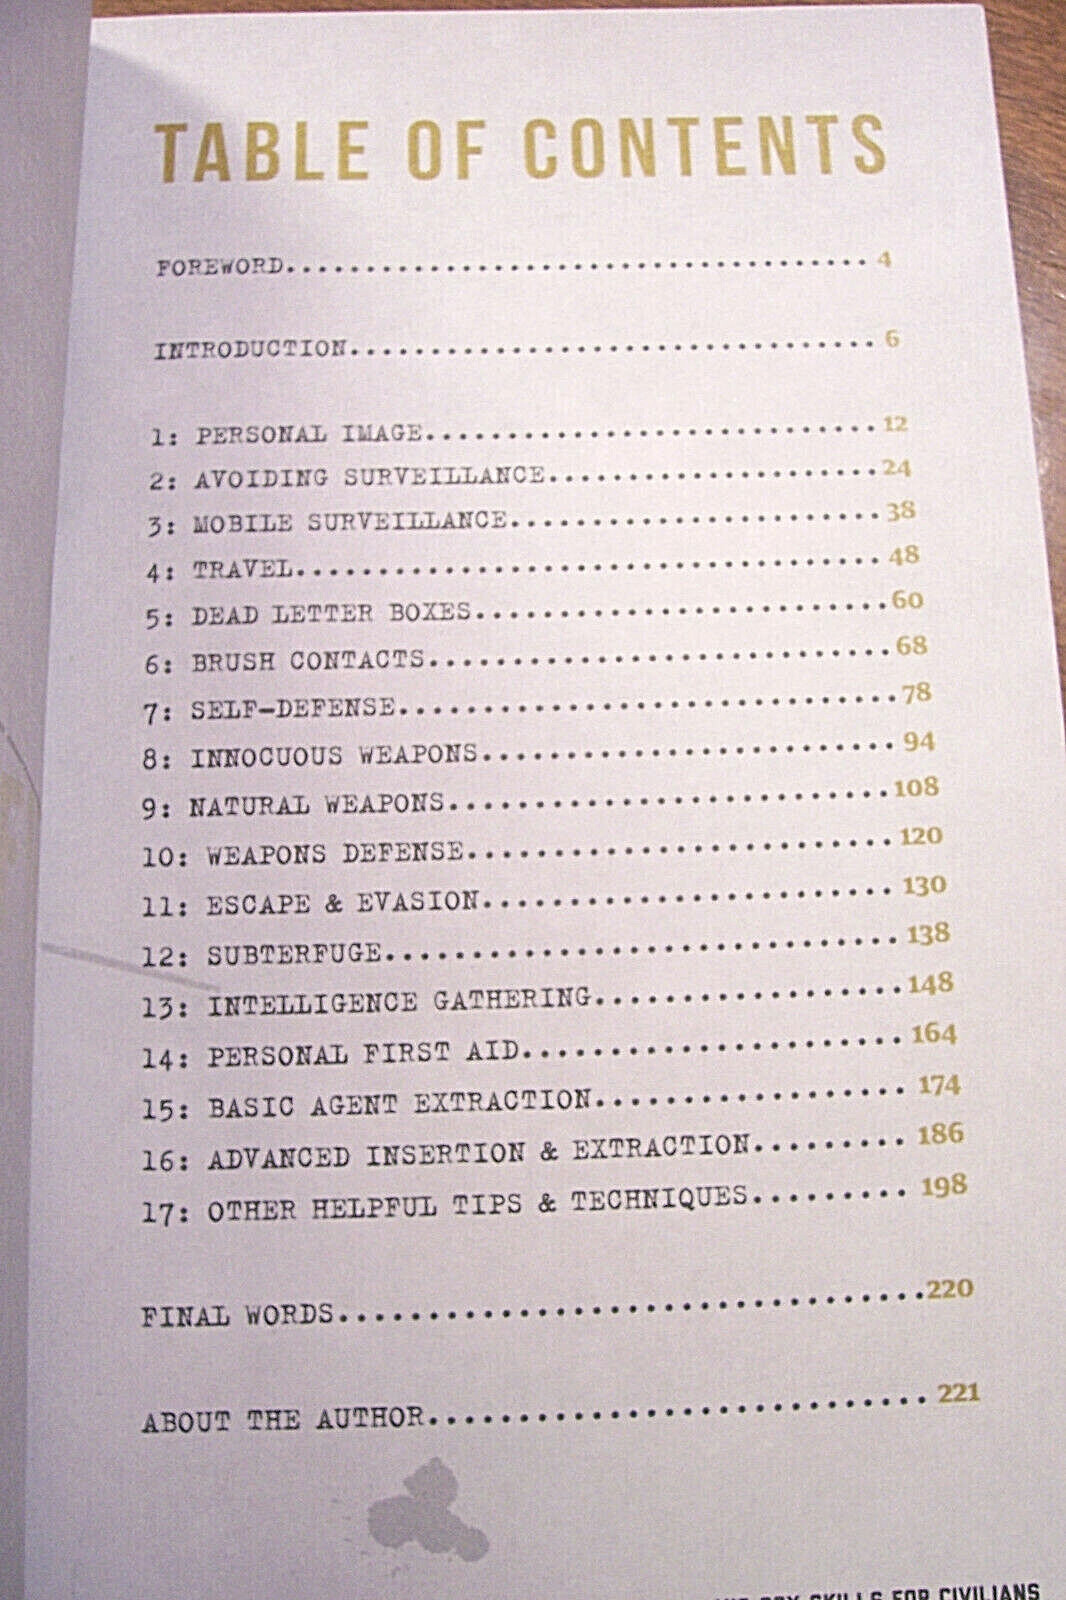 TABLE OF CONTENTS
FOREWORD..................................... 4
INTRODUCTION................................. 6
1: PERSONAL IMAGE............................12
2: AVOIDING SURVEILLANCE.....................24
3: MOBILE SURVEILLANCE.......................38
4: TRAVEL.................................... 48
5: DEAD LETTER BOXES.........................60
6: BRUSH CONTACTS............................68
7: SELF-DEFENSE..............................78
8: INNOCUOUS WEAPONS......................... 94
9: NATURAL WEAPONS...........................108
10: WEAPONS DEFENSE......................... 120
11: ESCAPE & EVASION........................ 130
12: SUBTERFUGE.............................. 138
13: INTELLIGENCE GATHERING..................148
14: PERSONAL FIRST AID...................... 164
15: BASIC AGENT EXTRACTION.................. 174
16: ADVANCED INSERTION & EXTRACTION......... 186
17: OTHER HELPFUL TIPS & TECHNIQUES......... 198
FINAL WORDS.................................220
ABOUT THE AUTHOR............................ 221
SKILLS FOR CIVILIANS